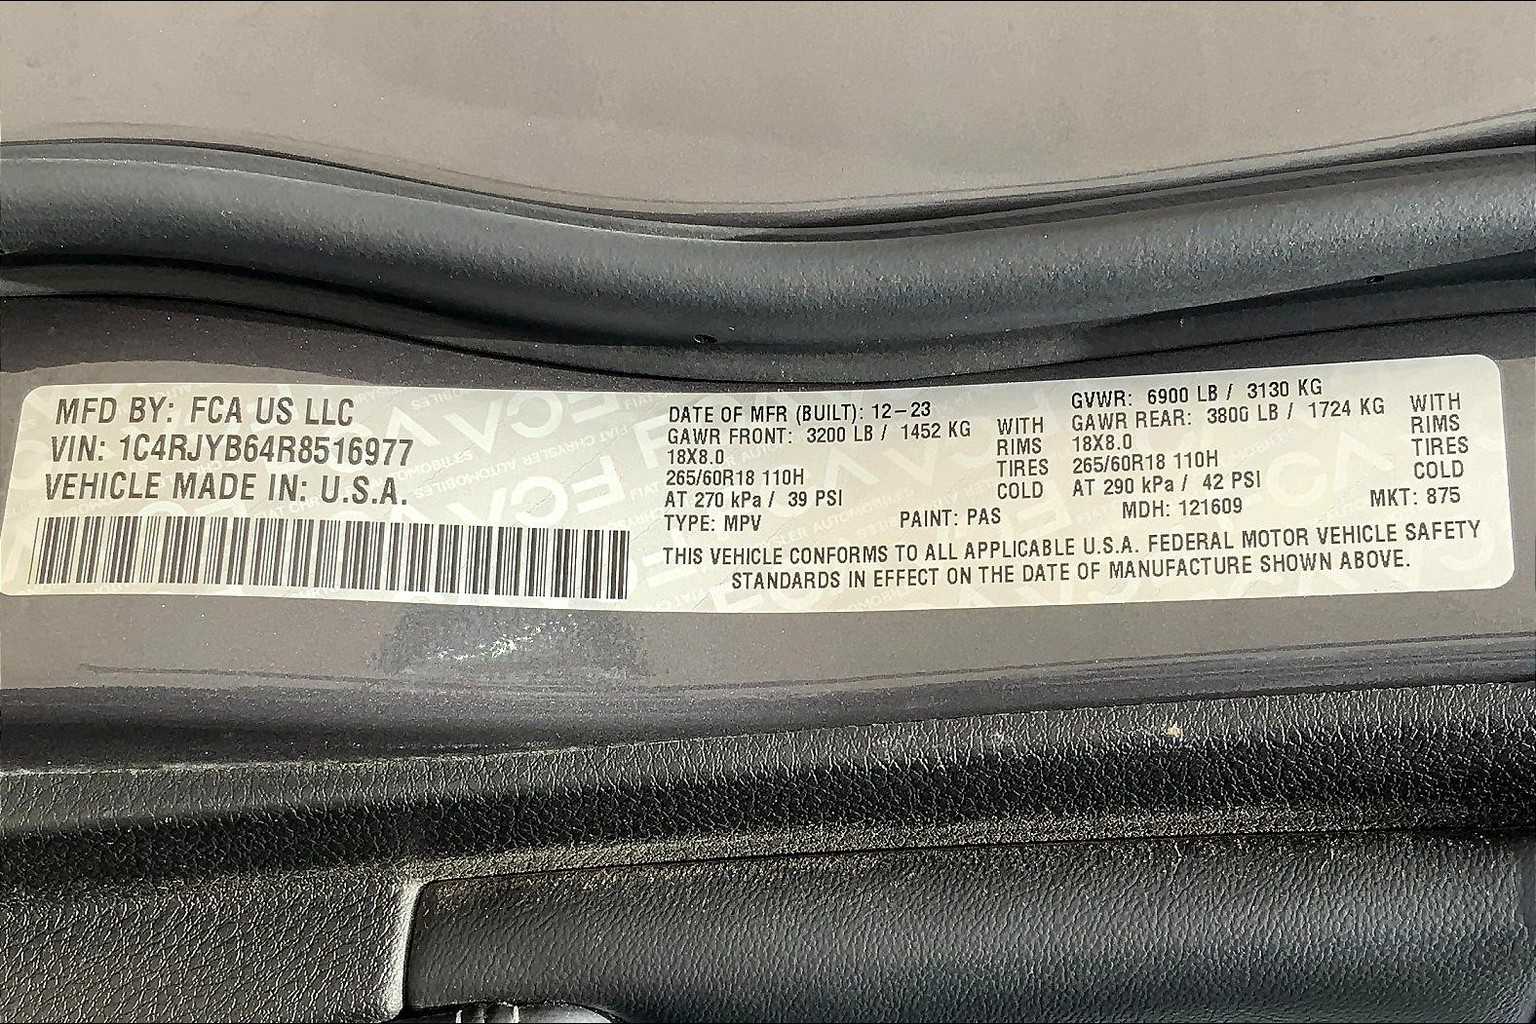 MFD BY: FCA US LLC
VIN: 1C4RJYB64R8516977
VEHICLE MADE IN: U.S.A.
DATE OF MFR (BUILT): 12-23
GAWR FRONT: 3200 LB / 1452 KG WITH
18X8.0 RIMS
265/60R18 110H TIRES
AT 270 kPa / 39 PSI COLD
TYPE: MPV PAINT: PAS
GVWR: 6900 LB / 3130 KG
GAWR REAR: 3800 LB / 1724 KG WITH
18X8.0 RIMS
265/60R18 110H TIRES
AT 290 kPa / 42 PSI COLD
MDH: 121609 MKT: 875
THIS VEHICLE CONFORMS TO ALL APPLICABLE U.S.A. FEDERAL MOTOR VEHICLE SAFETY
STANDARDS IN EFFECT ON THE DATE OF MANUFACTURE SHOWN ABOVE.